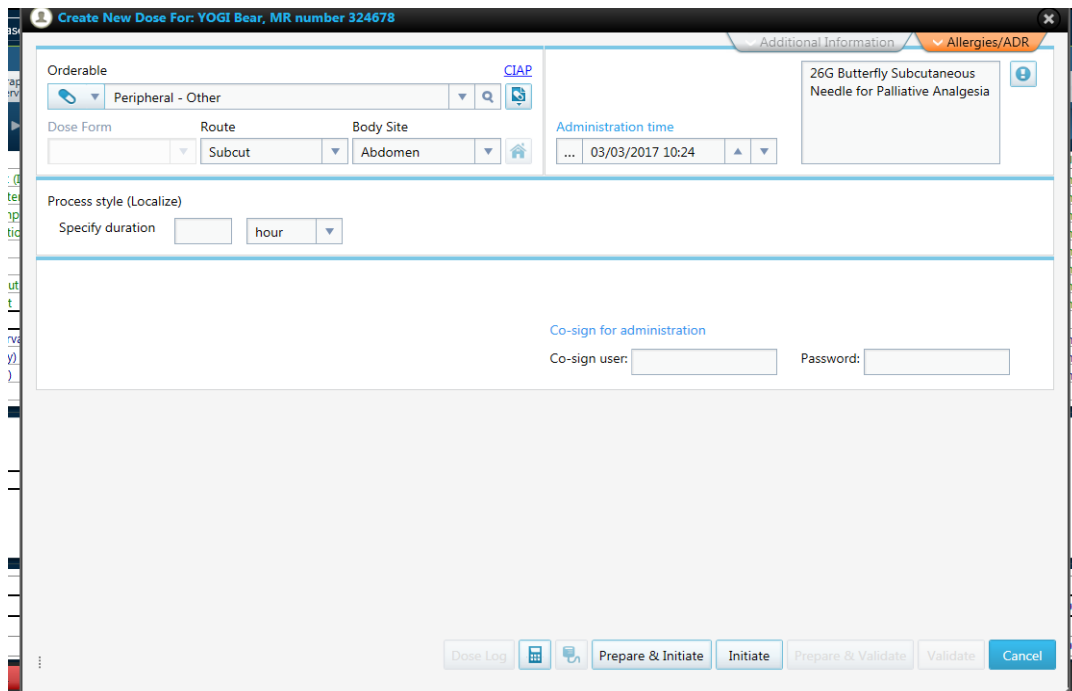 Create New Dose For: YOGI Bear, MR number 324678
Additional Information
Allergies/ADR
Orderable
CIAP
Peripheral - Other
26G Butterfly Subcutaneous
Needle for Palliative Analgesia
Dose Form
Route
Body Site
Administration time
Subcut
Abdomen
... 03/03/2017 10:24
Process style (Localize)
Specify duration
hour
Co-sign for administration
Co-sign user:
Password:
Dose Log
Prepare & Initiate
Initiate
Prepare & Validate
Validate
Cancel